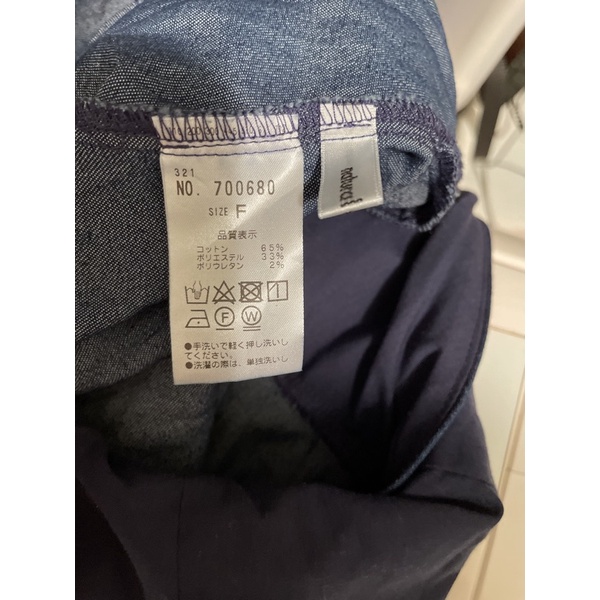 321
NO. 700680
SIZE F
品質表示
コットン 65%
ポリエステル 33%
ポリウレタン 2%
F W
●手洗いで軽く押し洗いし
てください。
●洗濯の際は、単独洗いし